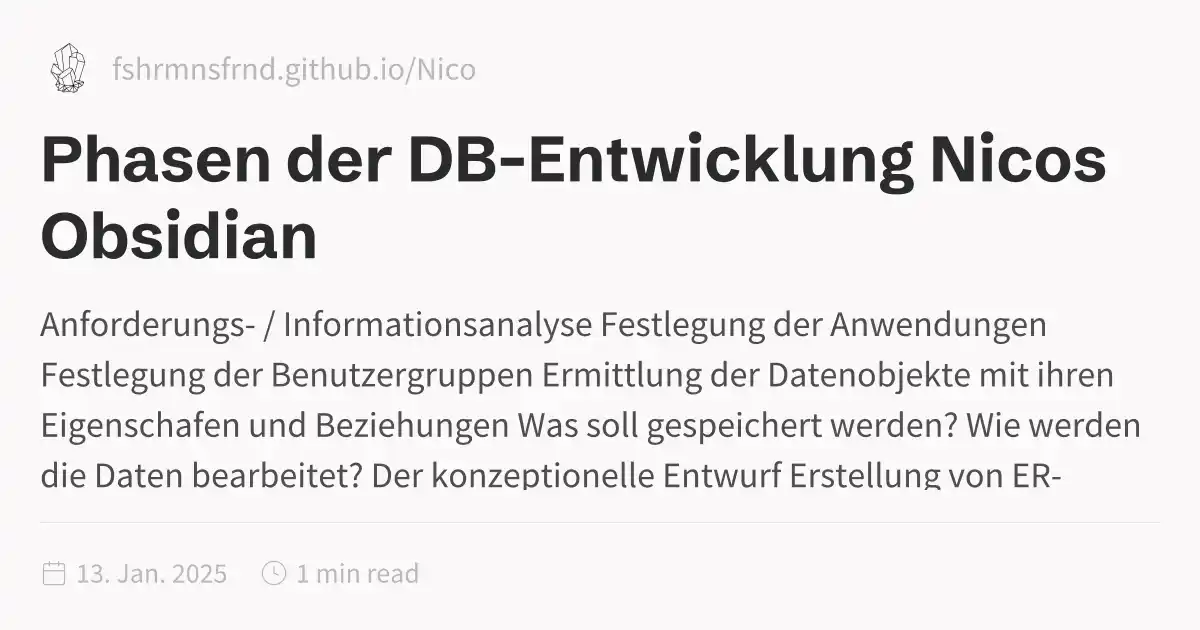 fshrmnsfrnd.github.io/Nico
Phasen der DB-Entwicklung Nicos
Obsidian
Anforderungs- / Informationsanalyse Festlegung der Anwendungen
Festlegung der Benutzergruppen Ermittlung der Datenobjekte mit ihren
Eigenschafen und Beziehungen Was soll gespeichert werden? Wie werden
die Daten bearbeitet? Der konzeptionelle Entwurf Erstellung von ER-
13. Jan. 2025
1 min read